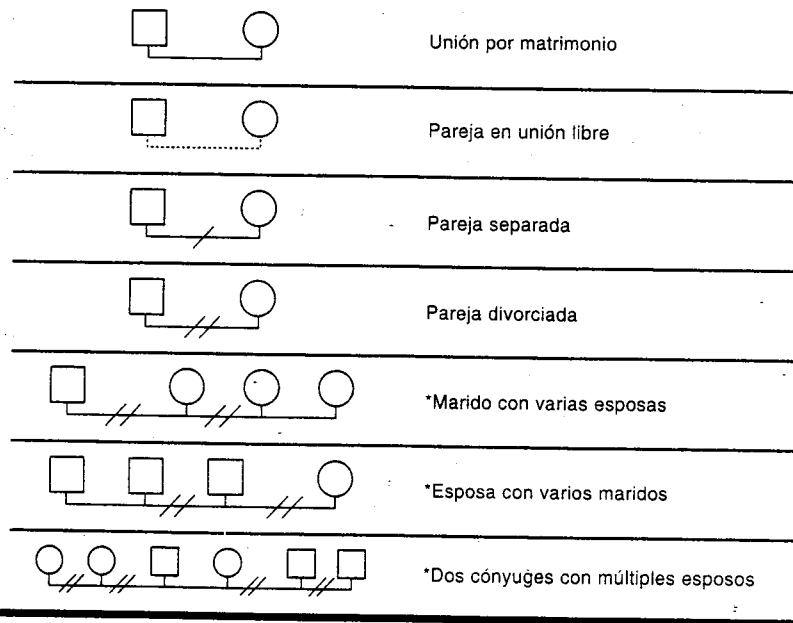 Unión por matrimonio
Pareja en unión libre
Pareja separada
Pareja divorciada
*Marido con varias esposas
*Esposa con varios maridos
*Dos cónyuges con múltiples esposos